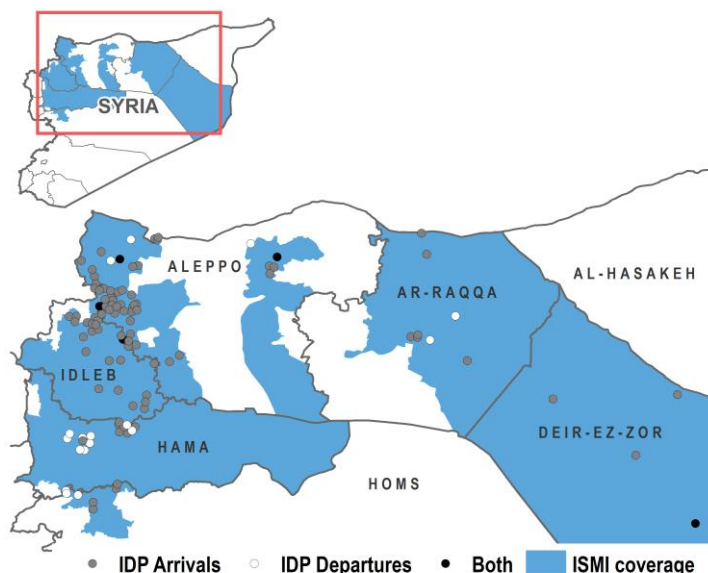 SYRIA
ALEPPO
AL-HASAKEH
AR-RAQQA
IDLEB
DEIR-EZ-ZOR
HAMA
HOMS
IDP Arrivals IDP Departures Both ISMI coverage